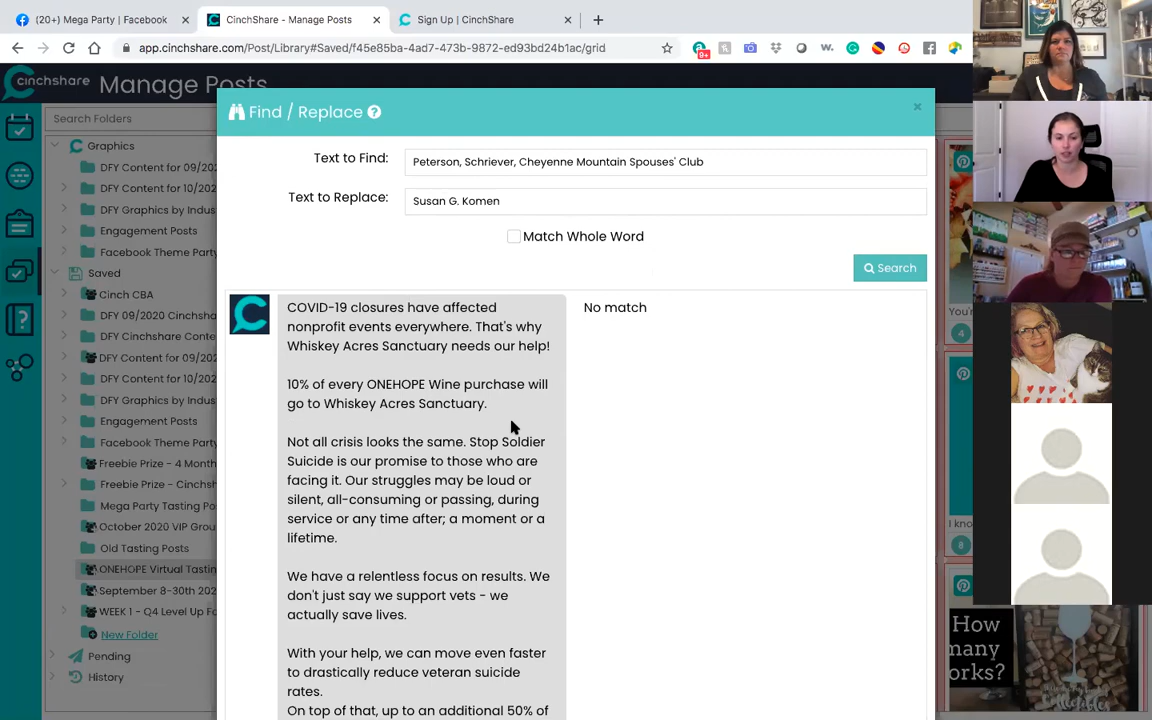 (20+) Mega Party | Facebook
CinchShare - Manage Posts
Sign Up | CinchShare
app.cinchshare.com/Post/Library#Saved/f45e85ba-4ad7-473b-9872-ed93bd24b1ac/grid
9+
cinchshare
Manage Posts
Search Folders
Graphics
DFY Content for 09/202
DFY Content for 10/202
DFY Graphics by Indus
Engagement Posts
Facebook Theme Party
Saved
Cinch CBA
DFY 09/2020 Cinchsha
DFY Cinchshare Conte
DFY Content for 09/20
DFY Content for 10/202
DFY Graphics by Indus
Engagement Posts
Facebook Theme Party
Freebie Prize - 4 Month
Freebie Prize - Cinchsh
Mega Party Tasting Po
October 2020 VIP Grou
Old Tasting Posts
ONEHOPE Virtual Tastin
September 8-30th 202
WEEK 1 - Q4 Level Up Fo
New Folder
Pending
History
Find / Replace
Text to Find:
Peterson, Schriever, Cheyenne Mountain Spouses' Club
Text to Replace:
Susan G. Komen
Match Whole Word
Search
COVID-19 closures have affected
nonprofit events everywhere. That's why
Whiskey Acres Sanctuary needs our help!
10% of every ONEHOPE Wine purchase will
go to Whiskey Acres Sanctuary.
Not all crisis looks the same. Stop Soldier
Suicide is our promise to those who are
facing it. Our struggles may be loud or
silent, all-consuming or passing, during
service or any time after; a moment or a
lifetime.
We have a relentless focus on results. We
don't just say we support vets - we
actually save lives.
With your help, we can move even faster
to drastically reduce veteran suicide
rates.
On top of that, up to an additional 50% of
No match
You'
4
I kno
8
How
many
orks?